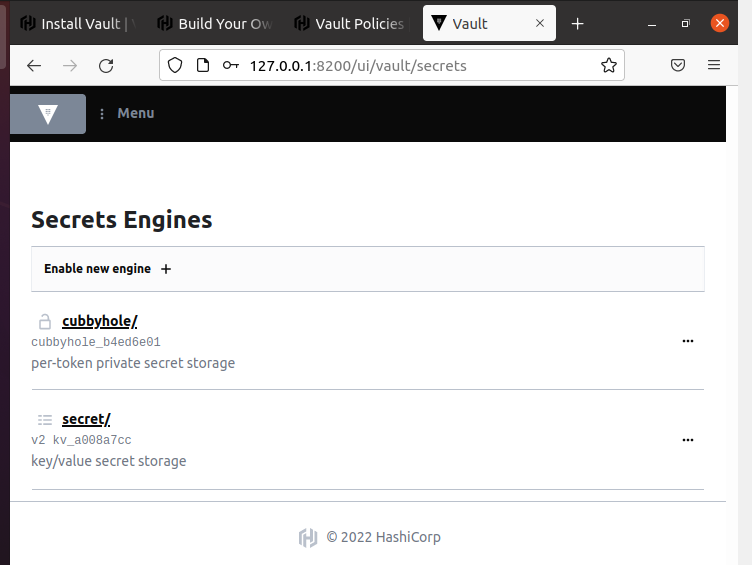 Install Vault | V
Build Your Ow
Vault Policies
Vault
127.0.0.1:8200/ui/vault/secrets
Menu
Secrets Engines
Enable new engine +
cubbyhole/
cubbyhole_b4ed6e01
per-token private secret storage
secret/
v2 kv_a008a7cc
key/value secret storage
© 2022 HashiCorp